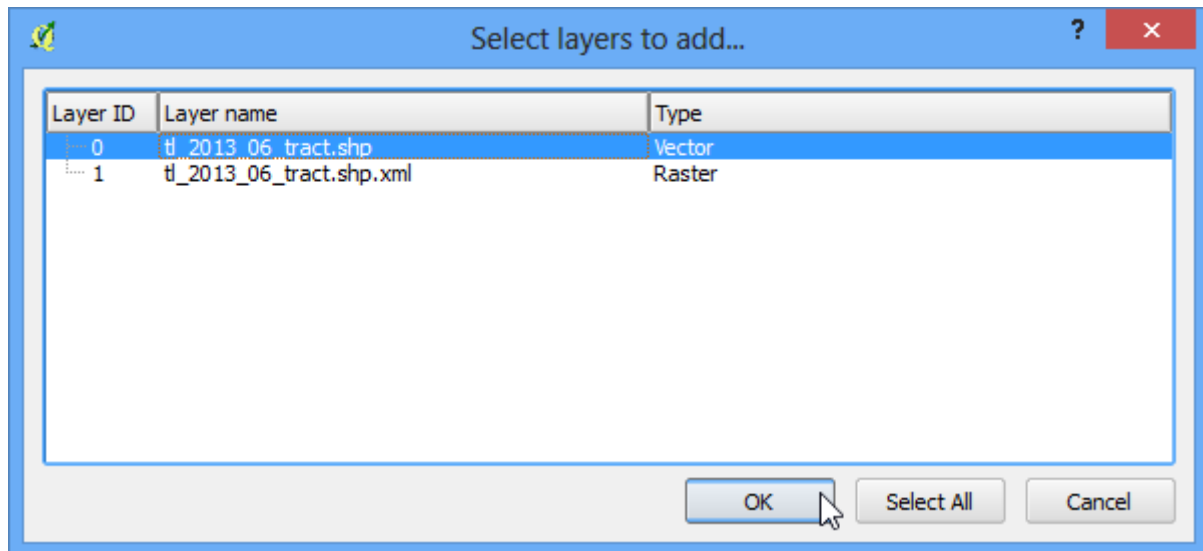 Select layers to add...
?
Layer ID Layer name Type
0 tl_2013_06_tract.shp Vector
1 tl_2013_06_tract.shp.xml Raster
OK Select All Cancel